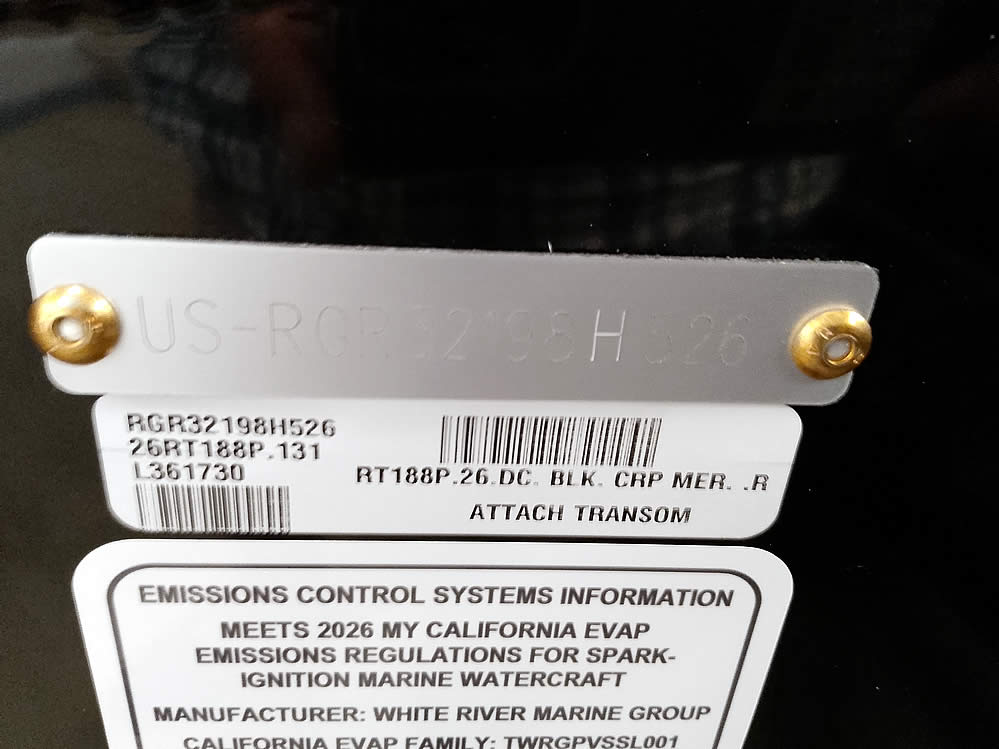 US-RGR32198H526
RGR32198H526
26RT188P.131
L361730
RT188P.26.DC. BLK. CRP MER. .R
ATTACH TRANSOM
EMISSIONS CONTROL SYSTEMS INFORMATION
MEETS 2026 MY CALIFORNIA EVAP
EMISSIONS REGULATIONS FOR SPARK-
IGNITION MARINE WATERCRAFT
MANUFACTURER: WHITE RIVER MARINE GROUP
CALIFORNIA EVAP FAMILY: TWRGPVSSL001